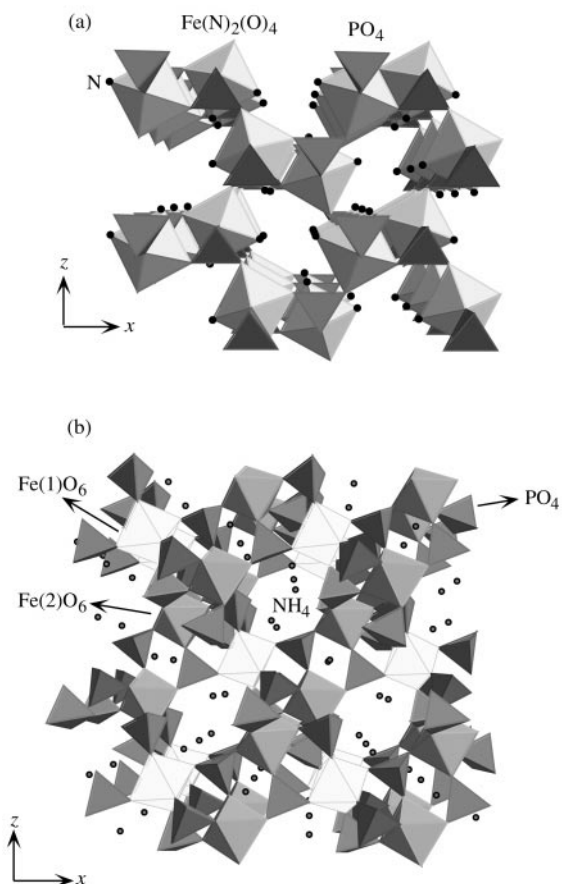 (a)
Fe(N)₂(O)₄
PO₄
N
z
x
(b)
Fe(1)O₆
PO₄
Fe(2)O₆
NH₄
z
x